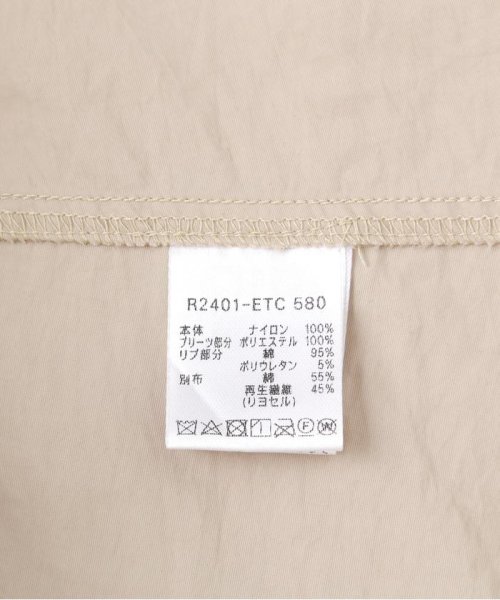 R2401-ETC 580
本体 ナイロン 100%
プリーツ部分 ポリエステル 100%
リブ部分 綿 95%
ポリウレタン 5%
別布 綿 55%
再生繊維 45%
(リヨセル)